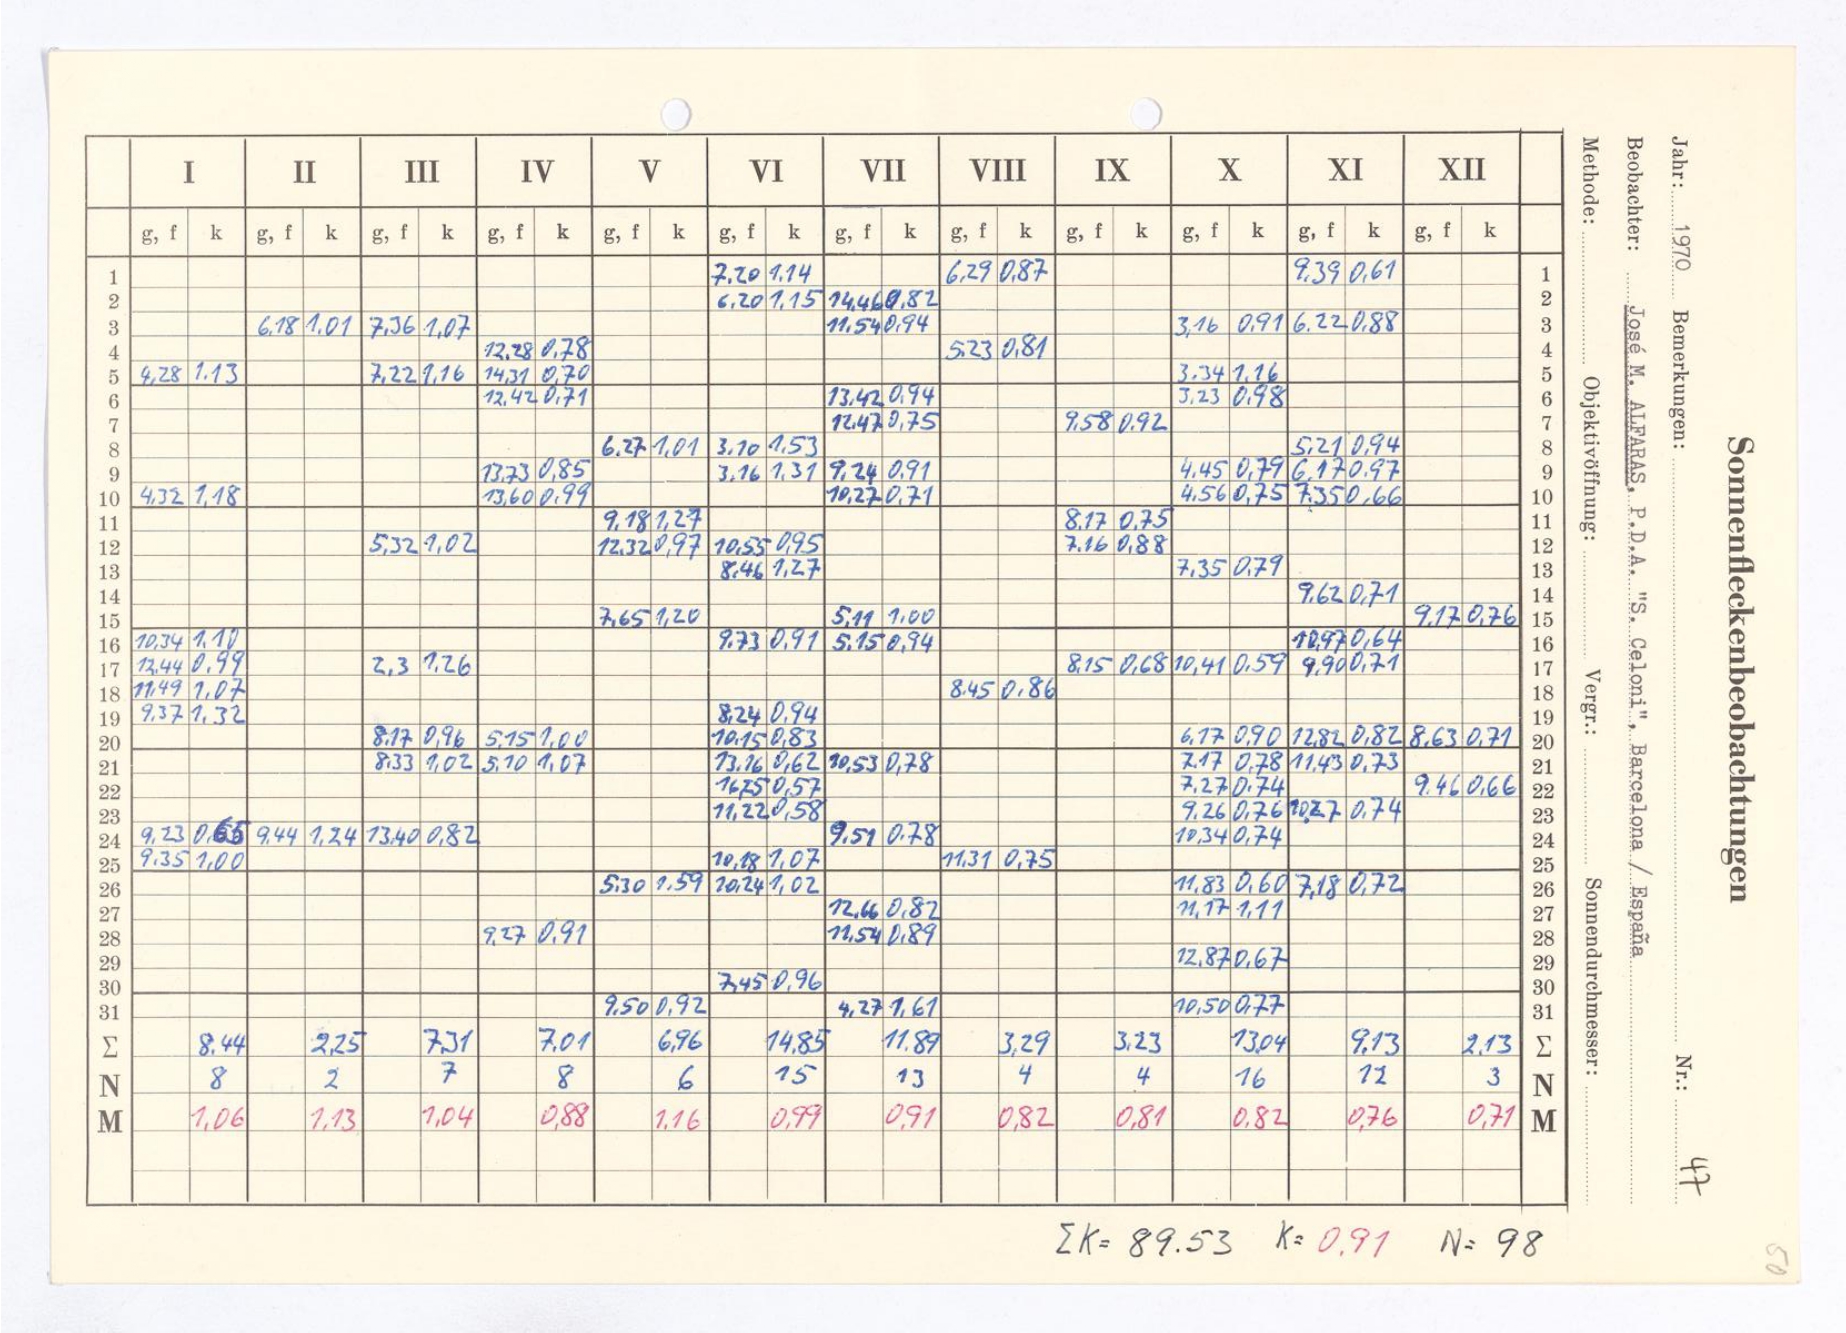 I II III IV V VI VII VIII IX X XI XII
g, f k g, f k g, f k g, f k g, f k g, f k g, f k g, f k g, f k g, f k g, f k g, f k
1 7.20 1.14 6.29 0,87 9.39 0,61 1
2 6,20 1,15 14,46 0,82 2
3 6.18 1,01 7,36 1,07 11.54 0,94 3,16 0,91 6.22 0,88 3
4 12.28 0,78 5.23 0,81 4
5 4,28 1.13 7,22 1,16 14,31 0,70 3.34 1,16 5
6 12,42 0,71 13.42 0,94 3,23 0,98 6
7 12.47 0,75 9,58 0.92 7
8 6.27 1,01 3.10 1,53 5,21 0,94 8
9 13.73 0,85 3,16 1,31 9,24 0,91 4.45 0,79 6,17 0,97 9
10 4.32 1,18 13,60 0,99 10,27 0,71 4.56 0,75 7.35 0,66 10
11 9,18 1,27 8.17 0,75 11
12 5,32 1,02 12.32 0,97 10,55 0,95 7.16 0,88 12
13 8,46 1,27 7,35 0,79 13
14 9,62 0,71 14
15 7,65 1,20 5,11 1.00 9.17 0,76 15
16 10,34 1,10 9.73 0,91 5.15 0,94 12,97 0,64 16
17 12.44 0,99 2,3 1,26 8,15 0,68 10,41 0.59 9,90 0,71 17
18 11.49 1,07 8.45 0,86 18
19 9.37 1,32 8,24 0,94 19
20 8.17 0,96 5.15 1,00 10.15 0,83 6,17 0,90 12,82 0,82 8,63 0,71 20
21 8.33 1,02 5,10 1,07 13.16 0,62 10,53 0,78 7.17 0,78 11,43 0,73 21
22 16,25 0,57 7,27 0,74 9.46 0,66 22
23 11,22 0,58 9.26 0,76 10,27 0,74 23
24 9,23 0,65 9,44 1,24 13,40 0,82 9.51 0.78 10,34 0,74 24
25 9.35 1,00 10,18 1,07 11.31 0,75 25
26 5,30 1.59 10,24 1,02 11,83 0,60 7,18 0,72 26
27 12,66 0,82 11,17 1,11 27
28 9,27 0,91 11,54 0,89 28
29 12,87 0,67 29
30 7,45 0,96 30
31 9.50 0,92 4,27 1,61 10,50 0,77 31
Σ 8,44 2,25 7,31 7,01 6,96 14,85 11.89 3,29 3.23 13,04 9,13 2,13 Σ
N 8 2 7 8 6 15 13 4 4 16 12 3 N
M 1,06 1,13 1,04 0,88 1,16 0,99 0,91 0,82 0,81 0,82 0,76 0,71 M
ΣK= 89.53 K= 0,91 N= 98
Sonnenfleckenbeobachtungen
Jahr: 1970 Bemerkungen: Nr.: 47
Beobachter: José M. ALFARAS, P.D.A. "S. Celoni", Barcelona / España
Methode: Objektivöffnung: Vergr.: Sonnendurchmesser:
50